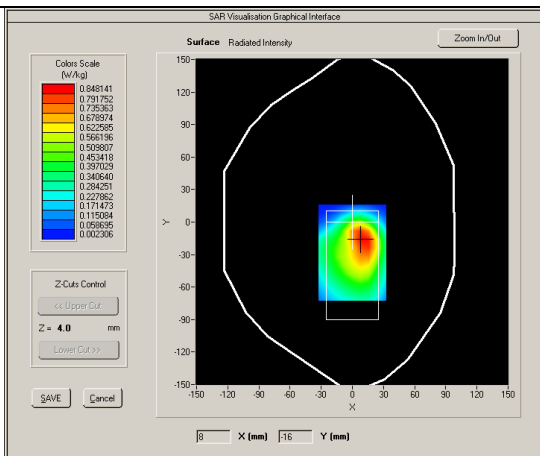 SAR Visualisation Graphical Interface
Surface Radiated Intensity
Zoom In/Out
Colors Scale
(W/kg)
0.848141
0.791752
0.735363
0.678974
0.622585
0.566196
0.509807
0.453418
0.397029
0.340640
0.284251
0.227862
0.171473
0.115084
0.058695
0.002306
Z-Cuts Control
<< Upper Cut
Z = 4.0 mm
Lower Cut >>
SAVE Cancel
150
120
90
60
30
0
-30
-60
-90
-120
-150
Y
-150 -120 -90 -60 -30 0 30 60 90 120 150
X
8 X (mm) -16 Y (mm)